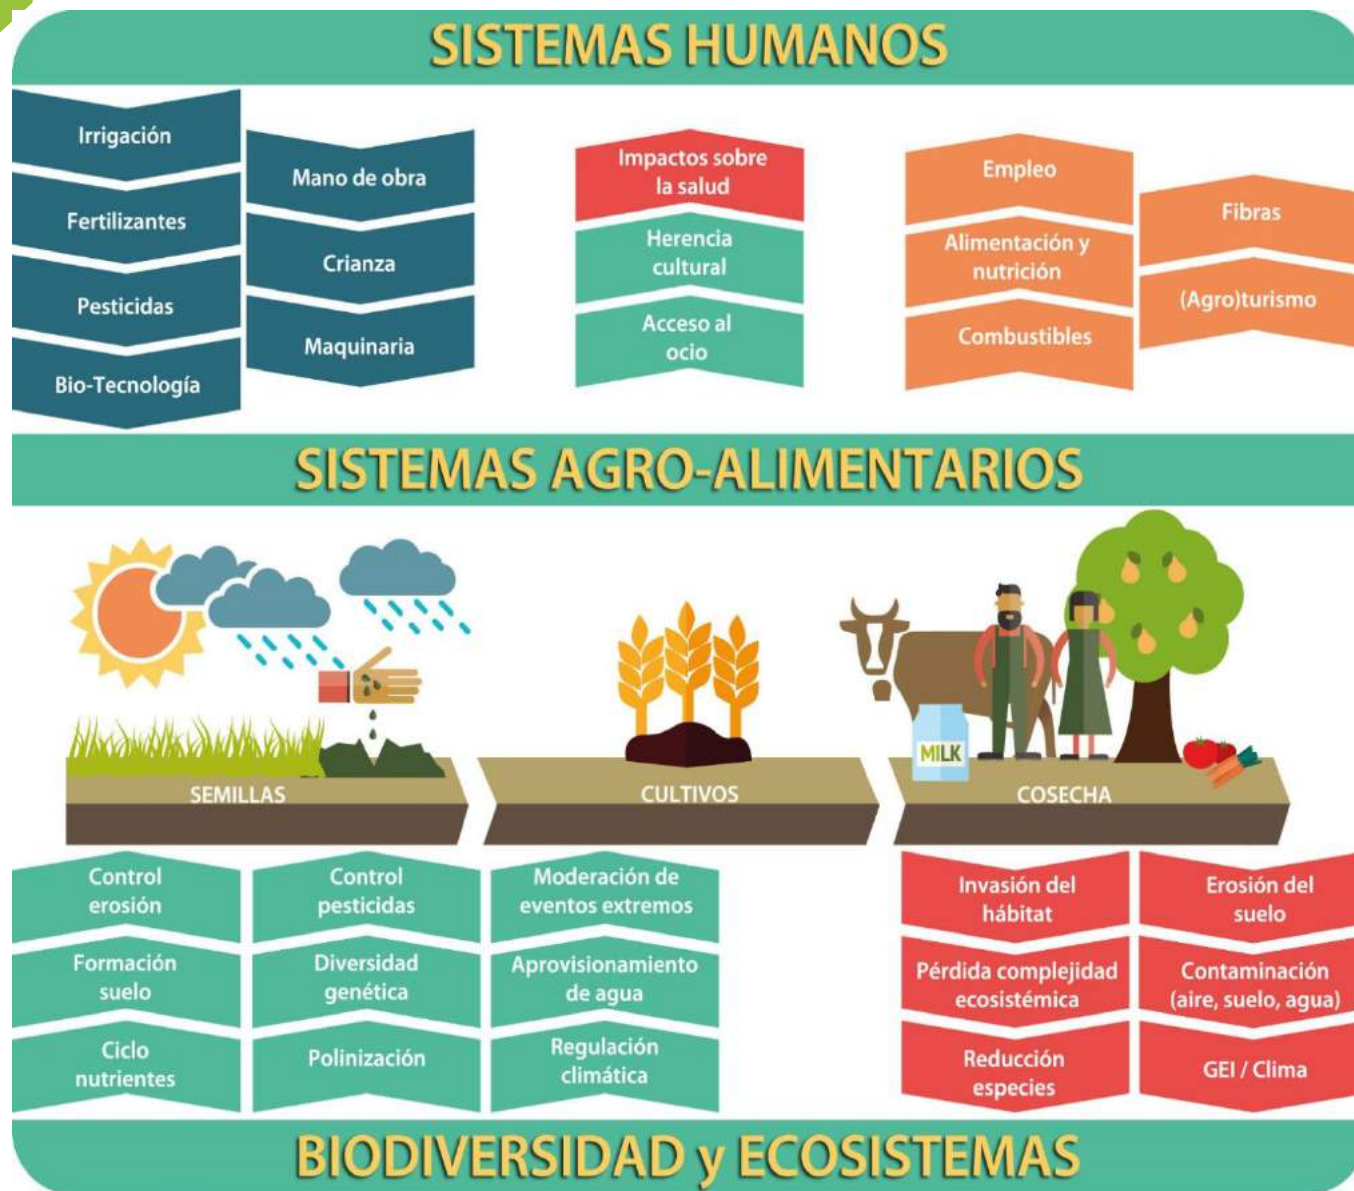 SISTEMAS HUMANOS
Irrigación
Fertilizantes
Pesticidas
Bio-Tecnología
Mano de obra
Crianza
Maquinaria
Impactos sobre
la salud
Herencia
cultural
Acceso al
ocio
Empleo
Alimentación y
nutrición
Combustibles
Fibras
(Agro)turismo
SISTEMAS AGRO-ALIMENTARIOS
MILK
SEMILLAS
CULTIVOS
COSECHA
Control
erosión
Formación
suelo
Ciclo
nutrientes
Control
pesticidas
Diversidad
genética
Polinización
Moderación de
eventos extremos
Aprovisionamiento
de agua
Regulación
climática
Invasión del
hábitat
Pérdida complejidad
ecosistémica
Reducción
especies
Erosión del
suelo
Contaminación
(aire, suelo, agua)
GEI / Clima
BIODIVERSIDAD y ECOSISTEMAS